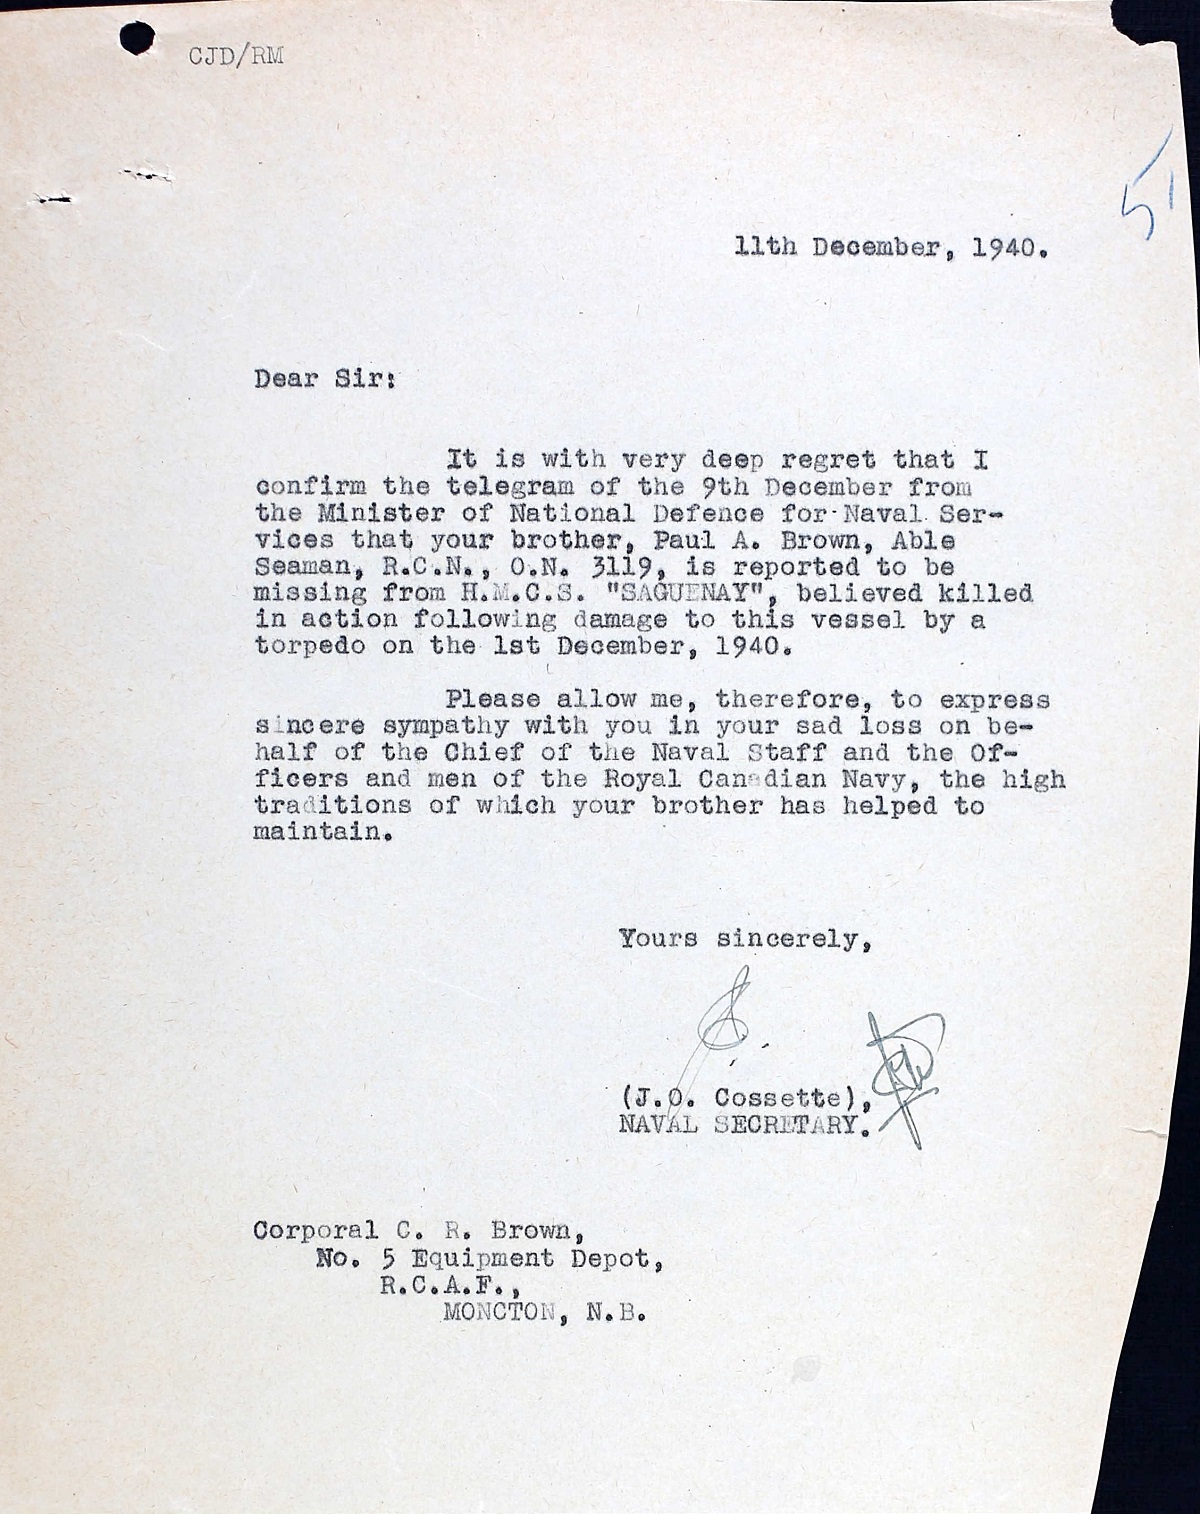 CJD/RM
51
11th December, 1940.
Dear Sir:
It is with very deep regret that I
confirm the telegram of the 9th December from
the Minister of National Defence for Naval Ser-
vices that your brother, Paul A. Brown, Able
Seaman, R.C.N., O.N. 3119, is reported to be
missing from H.M.C.S. "SAGUENAY", believed killed
in action following damage to this vessel by a
torpedo on the 1st December, 1940.
Please allow me, therefore, to express
sincere sympathy with you in your sad loss on be-
half of the Chief of the Naval Staff and the Of-
ficers and men of the Royal Canadian Navy, the high
traditions of which your brother has helped to
maintain.
Yours sincerely,
(J.O. Cossette),
NAVAL SECRETARY.
Corporal C. R. Brown,
No. 5 Equipment Depot,
R.C.A.F.,
MONCTON, N.B.